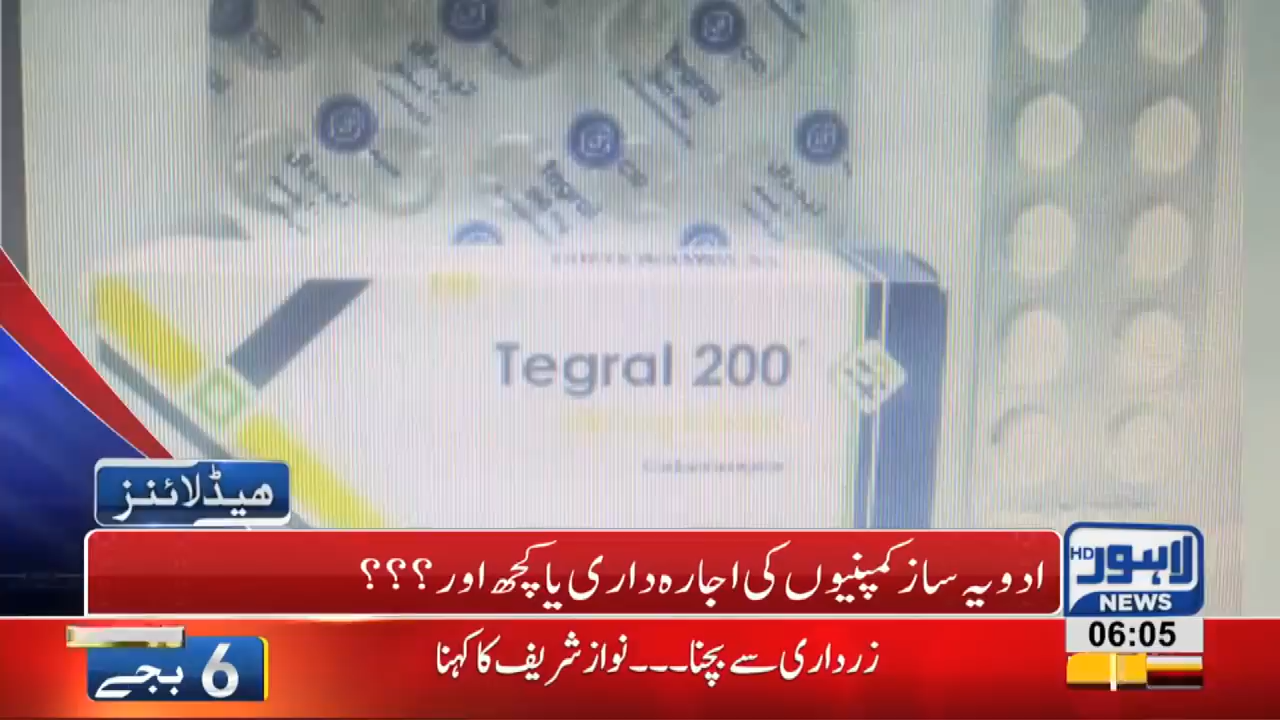 Tegral 200
ھیڈلائنز
ادویہ ساز کمپنیوں کی اجارہ داری یا کچھ اور؟؟؟
HD لاہور
NEWS
06:05
زرداری سے بچنا۔۔۔نواز شریف کا کہنا
6 بجے